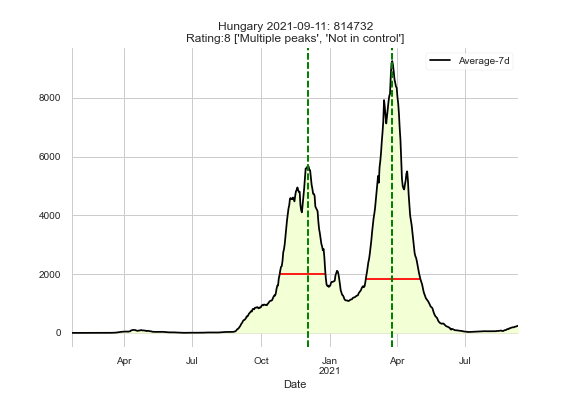 Hungary 2021-09-11: 814732
Rating:8 ['Multiple peaks', 'Not in control']
Average-7d
8000
6000
4000
2000
0
Apr
Jul
Oct
Jan
2021
Apr
Jul
Date